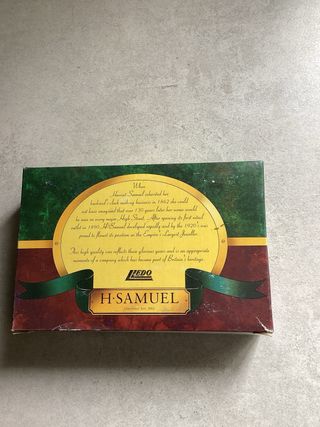 When
Harriet Samuel inherited her
husband's clock making business in 1862 she could
not have imagined that over 130 years later her name would
be seen on every major High Street. After opening its first retail
outlet in 1890, H.Samuel developed rapidly and by the 1920's was
proud to flaunt its position as the Empire's Largest Jeweller.
This high quality van reflects those glorious years and is an appropriate
memento of a company which has become part of Britain's heritage.
LLEDO
H·SAMUEL